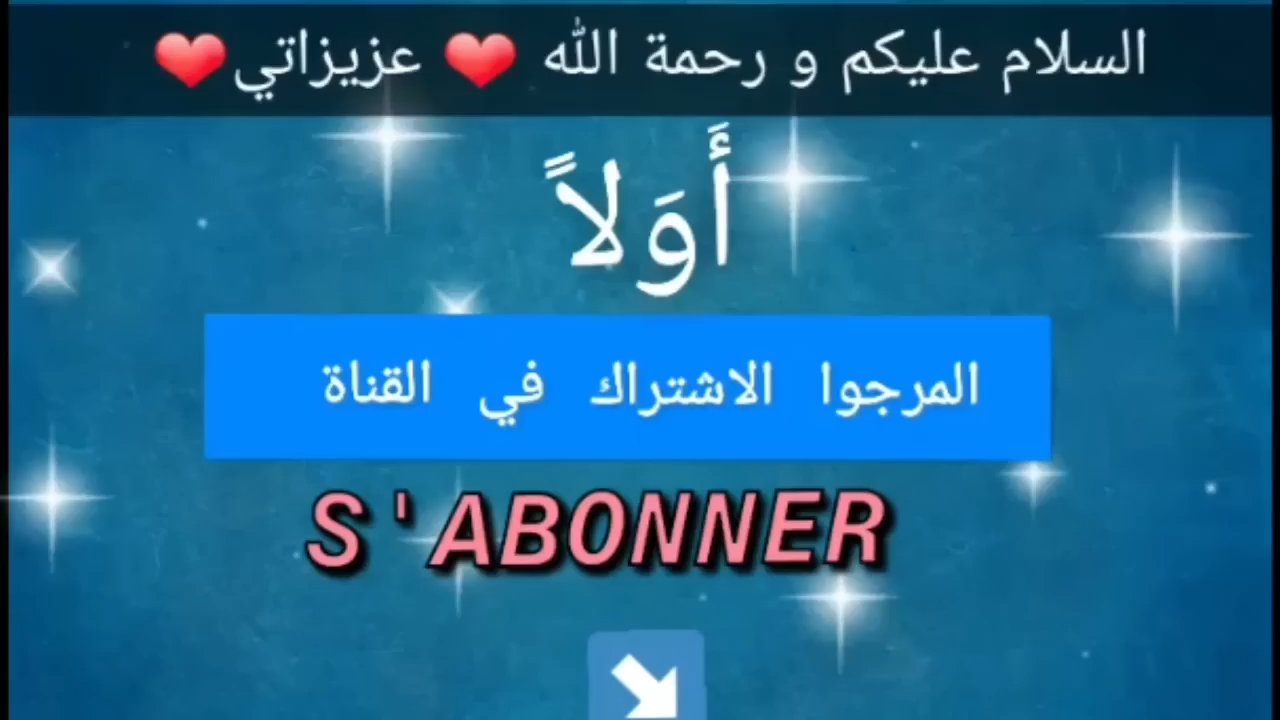 السلام عليكم و رحمة الله ❤️ عزيزاتي❤️
أَوَلاً
المرجوا الاشتراك في القناة
S'ABONNER